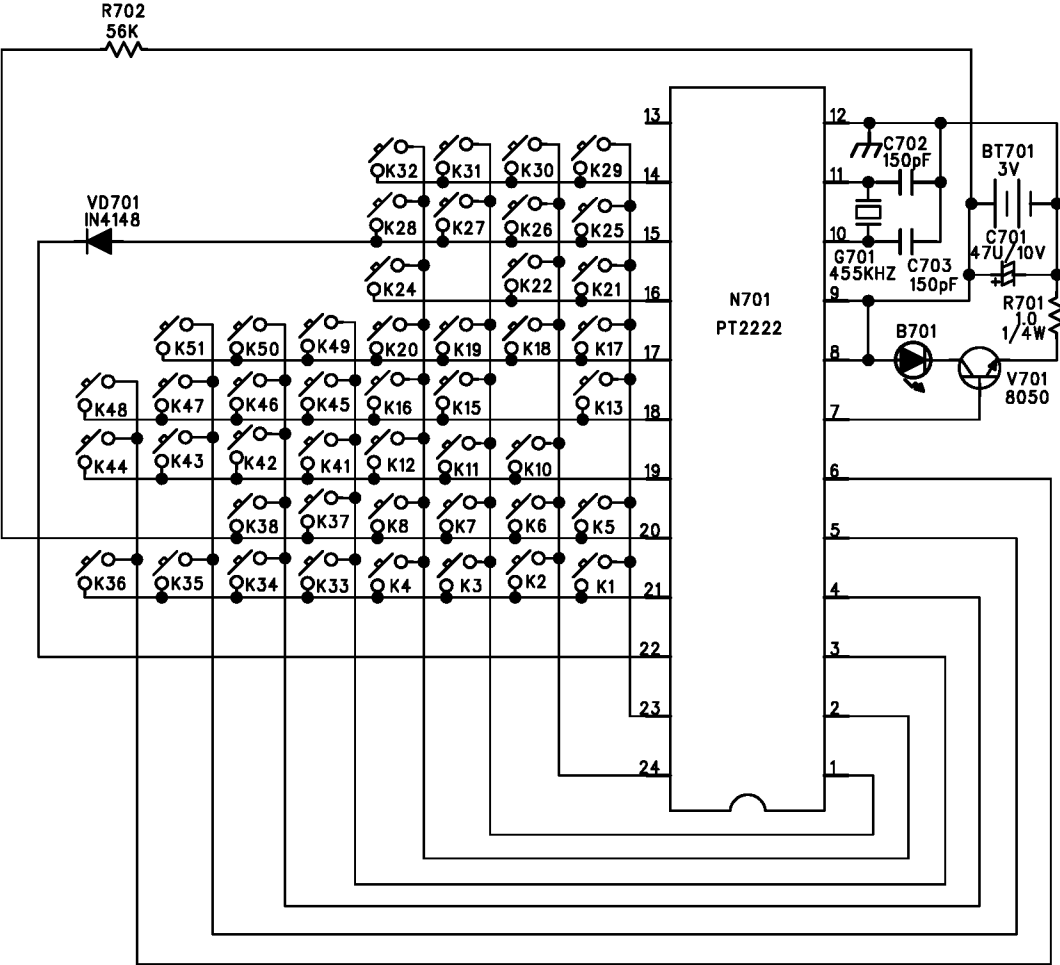 R702
56K
13
12
C702
150pF
BT701
3V
K32 K31 K30 K29
14
11
VD701
IN4148
K28 K27 K26 K25
15
10
G701
455KHZ
C703
150pF
C701
47U/10V
+
K24 K22 K21
16
9
N701
PT2222
R701
1.0
1/4W
B701
K51 K50 K49 K20 K19 K18 K17
17
8
V701
8050
K48 K47 K46 K45 K16 K15 K13
18
7
K44 K43 K42 K41 K12 K11 K10
19
6
K38 K37 K8 K7 K6 K5
20
5
K36 K35 K34 K33 K4 K3 K2 K1
21
4
22
3
23
2
24
1